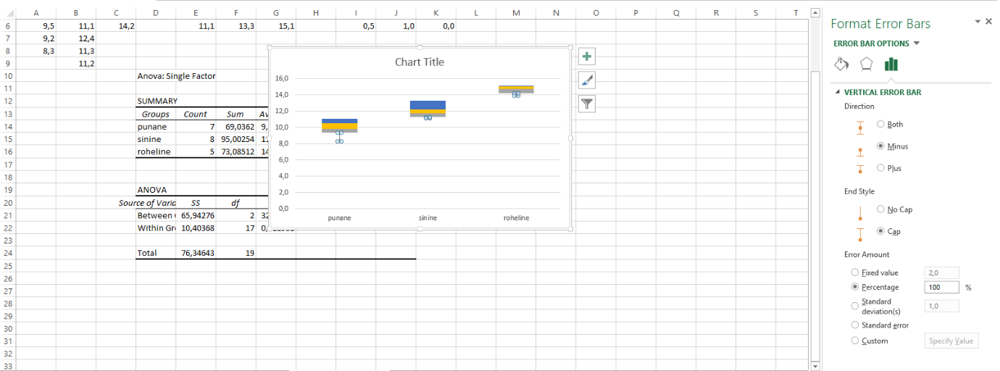 A B C D E F G H I J K L M N O P Q R S T
6 9,5 11,1 14,2 11,1 13,3 15,1 0,5 1,0 0,0
7 9,2 12,4
8 8,3 11,3
9 11,2
10 Anova: Single Factor
11
12 SUMMARY
13 Groups Count Sum Av
14 punane 7 69,0362 9,
15 sinine 8 95,00254 11
16 roheline 5 73,08512 14
17
18
19 ANOVA
20 Source of Varia SS df
21 Between 65,94276 2 32
22 Within Gro 10,40368 17 0,
23
24 Total 76,34643 19
25
26
27
28
29
30
31
32
33
Chart Title
16,0
14,0
12,0
10,0
8,0
6,0
4,0
2,0
0,0
punane sinine roheline
Format Error Bars
ERROR BAR OPTIONS
VERTICAL ERROR BAR
Direction
Both
Minus
Plus
End Style
No Cap
Cap
Error Amount
Fixed value 2,0
Percentage 100 %
Standard
deviation(s) 1,0
Standard error
Custom Specify Value